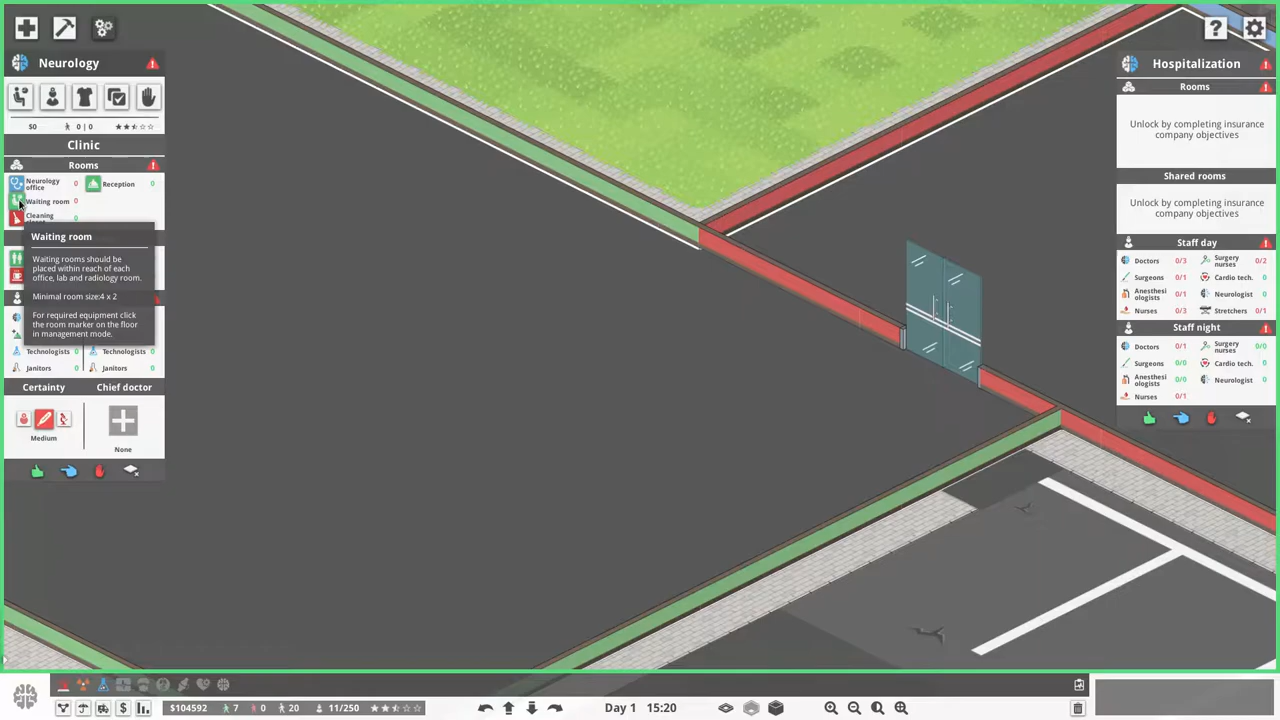 Neurology
50
0 | 0
Clinic
Rooms
Neurology office 0
Reception 0
Waiting room 0
Cleaning
0
Waiting room
Waiting rooms should be
placed within reach of each
office, lab and radiology room.
Minimal room size:4 x 2
For required equipment click
the room marker on the floor
in management mode.
Technologists 0 Technologists 0
Janitors 0 Janitors 0
Certainty Chief doctor
Medium
None
Hospitalization
Rooms
Unlock by completing insurance
company objectives
Shared rooms
Unlock by completing insurance
company objectives
Staff day
Doctors 0/3 Surgery nurses 0/2
Surgeons 0/1 Cardio tech. 0
Anesthesi ologists 0/1 Neurologist 0
Nurses 0/3 Stretchers 0/1
Staff night
Doctors 0/1 Surgery nurses 0/0
Surgeons 0/0 Cardio tech. 0
Anesthesi ologists 0/0 Neurologist 0
Nurses 0/1
?
$
$104592 7 0 20 11/250
Day 1 15:20